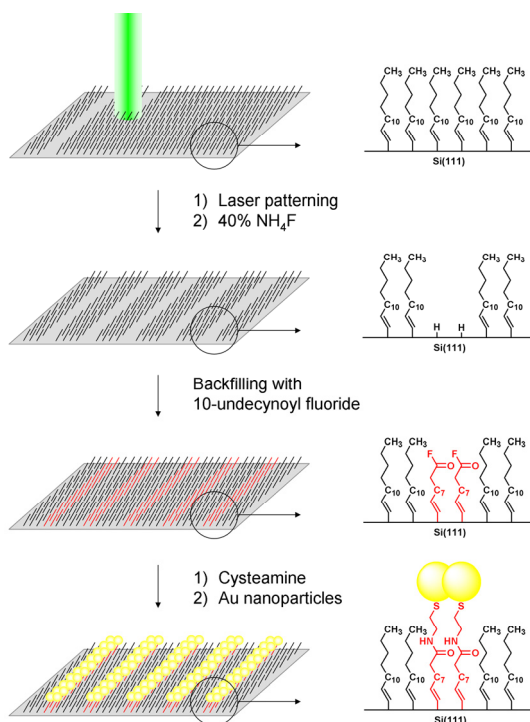 CH3 CH3 CH3 CH3 CH3 CH3
C10 C10 C10 C10 C10 C10
Si(111)
1) Laser patterning
2) 40% NH4F
CH3 CH3 CH3 CH3
C10 C10 C10 C10
H H
Si(111)
Backfilling with
10-undecynoyl fluoride
F F
CH3 CH3 O O CH3 CH3
C10 C10 C7 C7 C10 C10
Si(111)
1) Cysteamine
2) Au nanoparticles
S S
CH3 CH3 HN HN CH3 CH3
O O
C10 C10 C7 C7 C10 C10
Si(111)